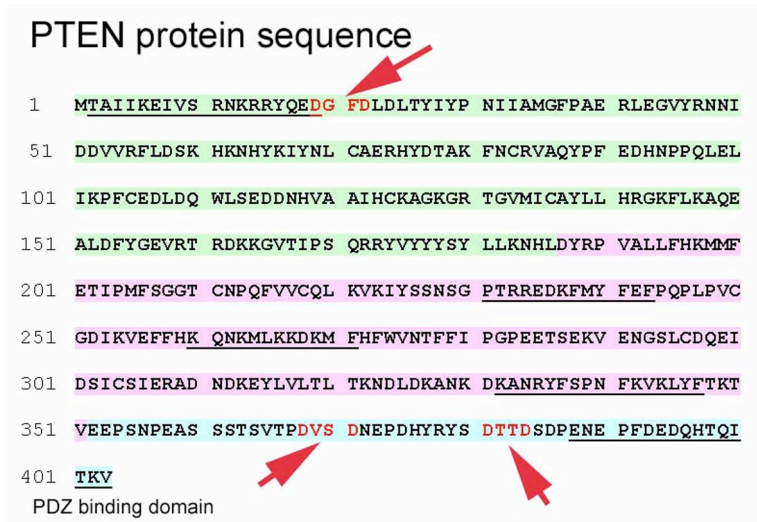 PTEN protein sequence
1 MTAIIKEIVS RNKRRYQEDG FDLDLTYIYP NIIAMGFPAE RLEGVYRNNI
51 DDVVRFLDSK HKNHYKIYNL CAERHYDTAK FNCRVAQYPF EDHNPPQLEL
101 IKPFCEDLDQ WLSEDDNHVA AIHCKAGKGR TGVMICAYLL HRGKFLKAQE
151 ALDFYGEVRT RDKKGVTIPS QRRYVYYYSY LLKNHLDYRP VALLFHKMMF
201 ETIPMFSGGT CNPQFVVCQL KVKIYSSNSG PTRREDKFMYFEF PQPLPVC
251 GDIKVEFFHK QNKMLKKDKM FHFWVNTFFI PGPEETSEKV ENGSLCDQEI
301 DSICSIERAD NDKEYLVLTL TKNDLDKANK DKANRYFSPN FKVKLYFTKT
351 VEEPSNPEAS SSTSVTPDVS DNEPDHYRYS DTTDSDPENE PFDEDQHTQI
401 TKV
PDZ binding domain